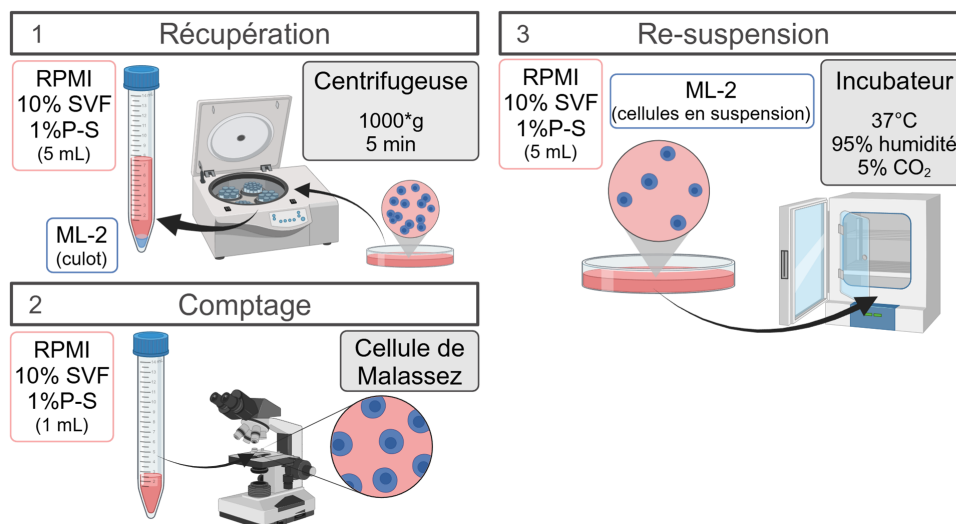 1 Récupération
RPMI
10% SVF
1%P-S
(5 mL)
Centrifugeuse
1000*g
5 min
ML-2
(culot)
2 Comptage
RPMI
10% SVF
1%P-S
(1 mL)
Cellule de
Malassez
3 Re-suspension
RPMI
10% SVF
1%P-S
(5 mL)
ML-2
(cellules en suspension)
Incubateur
37°C
95% humidité
5% CO₂